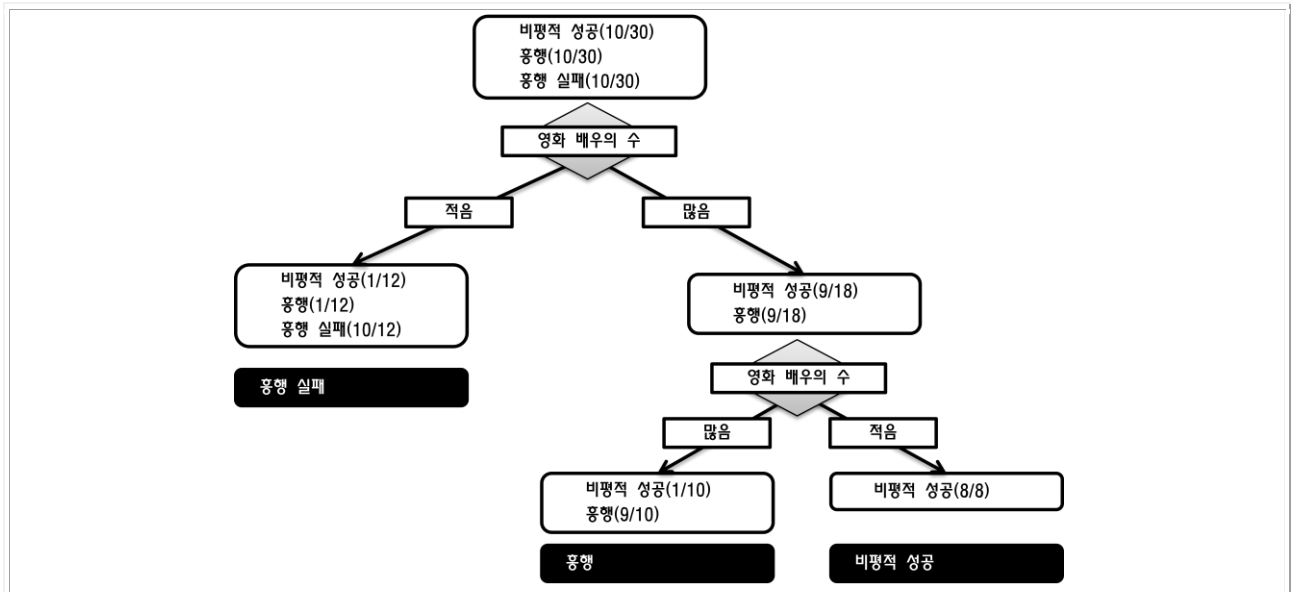 비평적 성공(10/30)
흥행(10/30)
흥행 실패(10/30)
영화 배우의 수
적음
많음
비평적 성공(1/12)
흥행(1/12)
흥행 실패(10/12)
흥행 실패
비평적 성공(9/18)
흥행(9/18)
영화 배우의 수
많음
적음
비평적 성공(1/10)
흥행(9/10)
흥행
비평적 성공(8/8)
비평적 성공